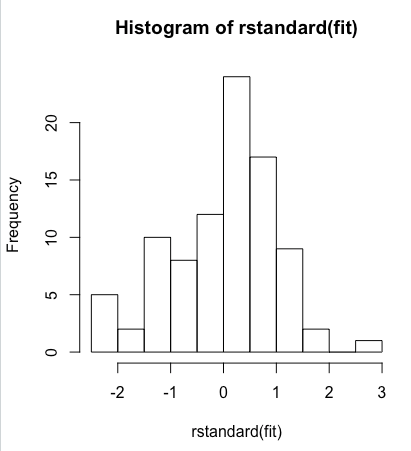 Histogram of rstandard(fit)
Frequency
20
15
10
5
0
-2 -1 0 1 2 3
rstandard(fit)